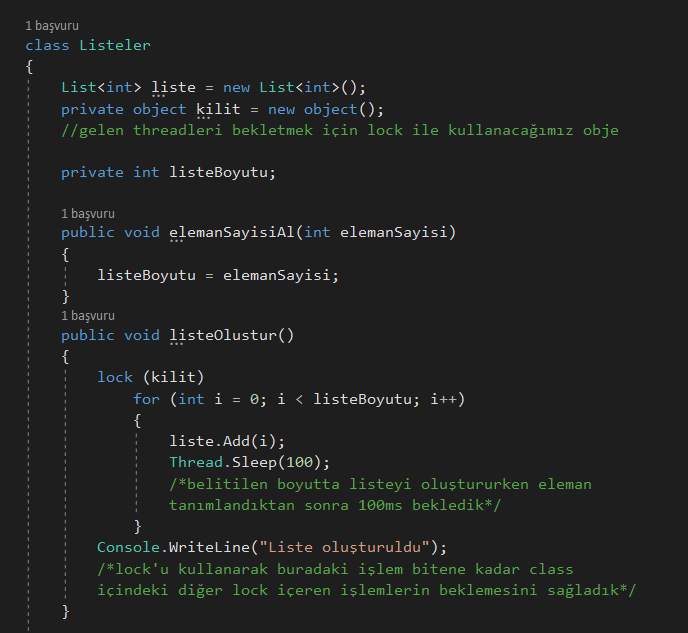 1 başvuru
class Listeler
{
List<int> liste = new List<int>();
private object kilit = new object();
//gelen threadleri bekletmek için lock ile kullanacağımız obje
private int listeBoyutu;
1 başvuru
public void elemanSayisiAl(int elemanSayisi)
{
listeBoyutu = elemanSayisi;
}
1 başvuru
public void listeOlustur()
{
lock (kilit)
for (int i = 0; i < listeBoyutu; i++)
{
liste.Add(i);
Thread.Sleep(100);
/*belitilen boyutta listeyi oluştururken eleman
tanımlandıktan sonra 100ms bekledik*/
}
Console.WriteLine("Liste oluşturuldu");
/*lock'u kullanarak buradaki işlem bitene kadar class
içindeki diğer lock içeren işlemlerin beklemesini sağladık*/
}